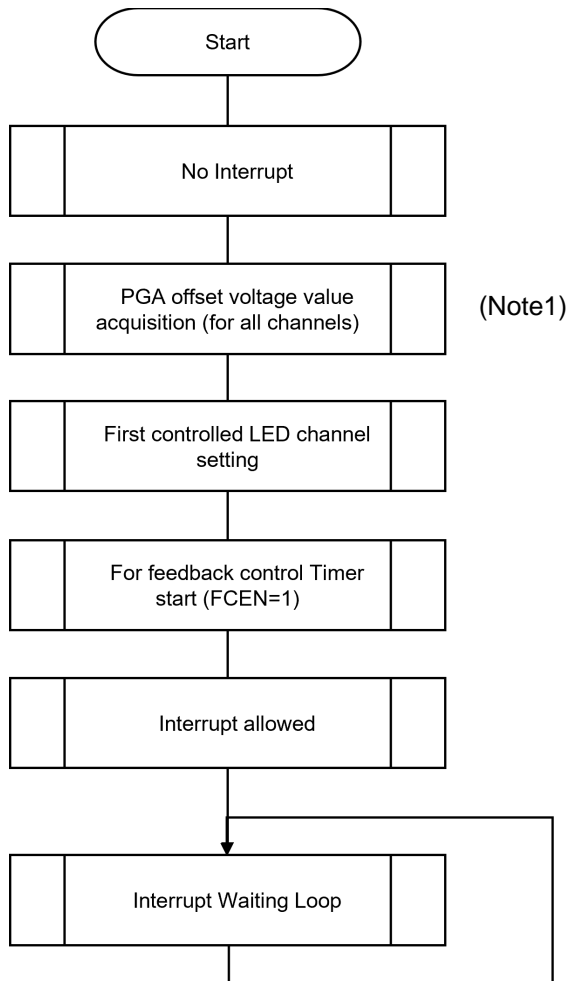 Start
No Interrupt
PGA offset voltage value
acquisition (for all channels)
(Note1)
First controlled LED channel
setting
For feedback control Timer
start (FCEN=1)
Interrupt allowed
Interrupt Waiting Loop